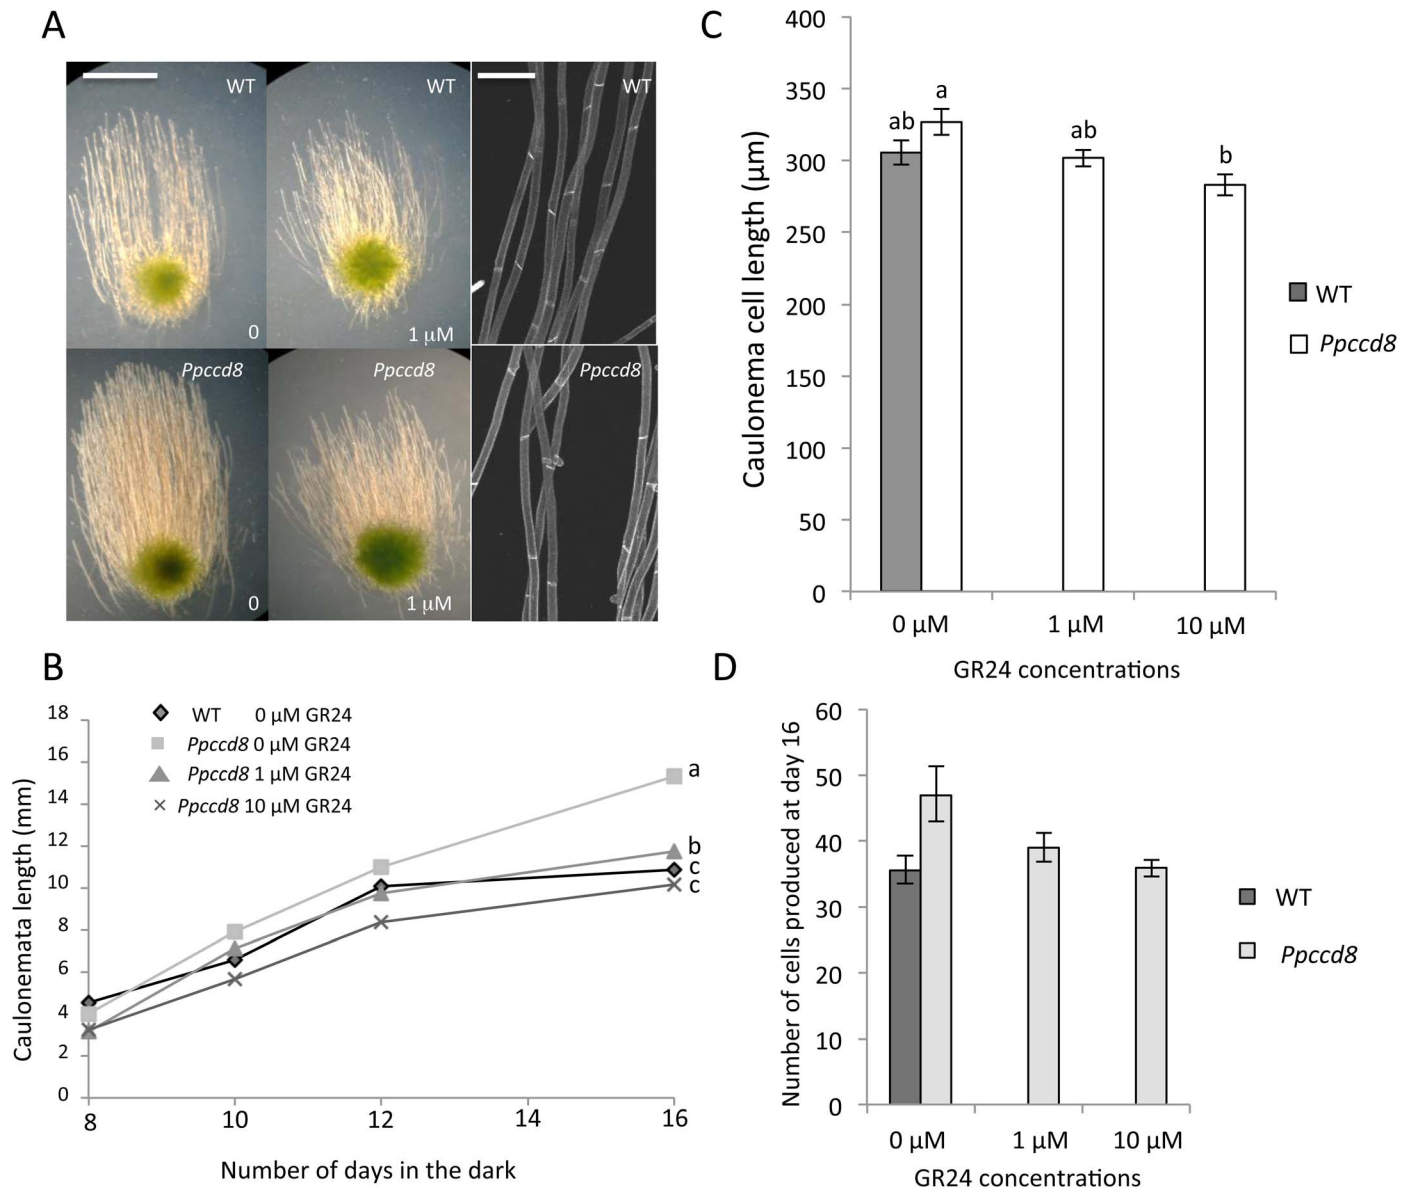 A
WT
WT
WT
0
1 μM
Ppccd8
Ppccd8
Ppccd8
0
1 μM
B
18
16
14
12
10
8
6
4
2
0
Caulonemata length (mm)
WT 0 μM GR24
Ppccd8 0 μM GR24
Ppccd8 1 μM GR24
Ppccd8 10 μM GR24
a
b
c
c
8 10 12 14 16
Number of days in the dark
C
400
350
300
250
200
150
100
50
0
Caulonema cell length (μm)
ab
a
ab
b
WT
Ppccd8
0 μM 1 μM 10 μM
GR24 concentrations
D
60
50
40
30
20
10
0
Number of cells produced at day 16
WT
Ppccd8
0 μM 1 μM 10 μM
GR24 concentrations